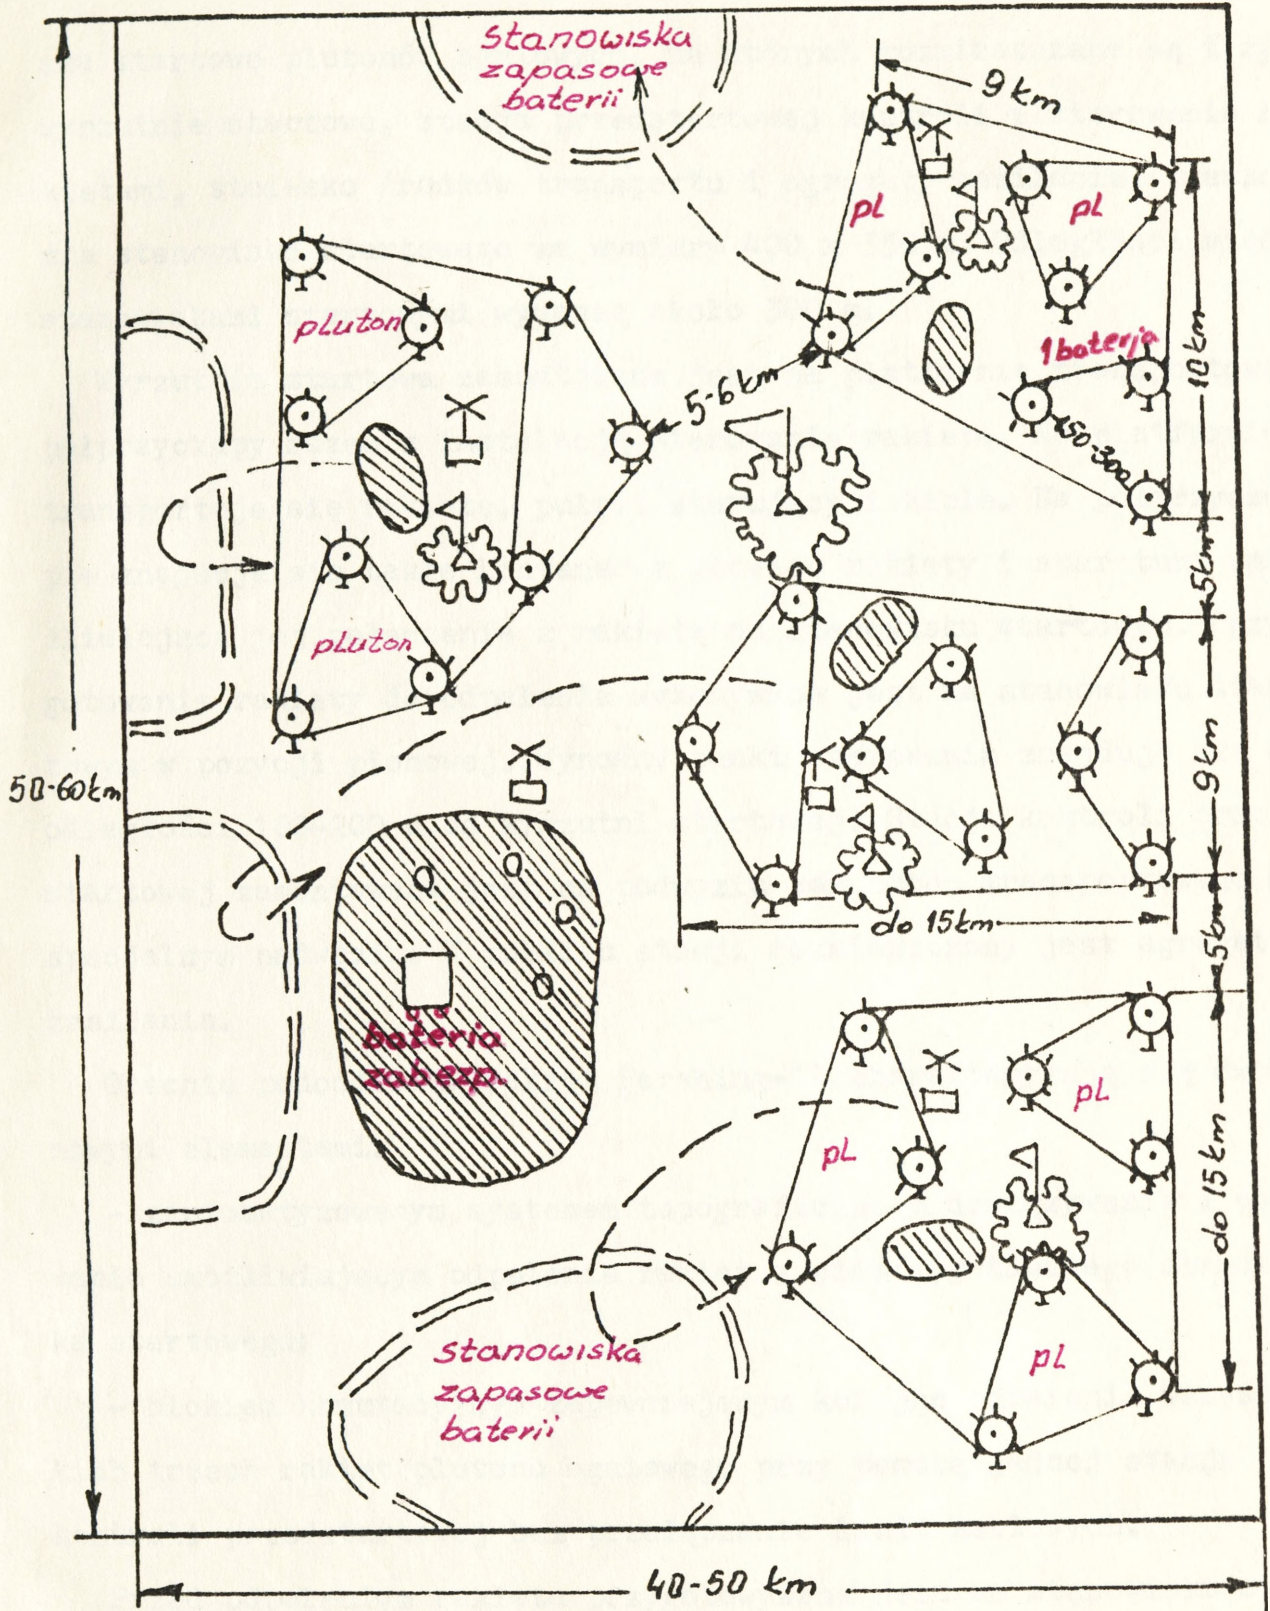 Stanowiska
zapasowe
baterii
9 km
pl
pl
pluton
1 baterja
10 km
5-6 km
150-300
5 km
pluton
50-60 km
9 km
do 15 km
5 km
bateria
zabezp.
pl
pl
do 15 km
Stanowiska
zapasowe
baterii
pl
40-50 km